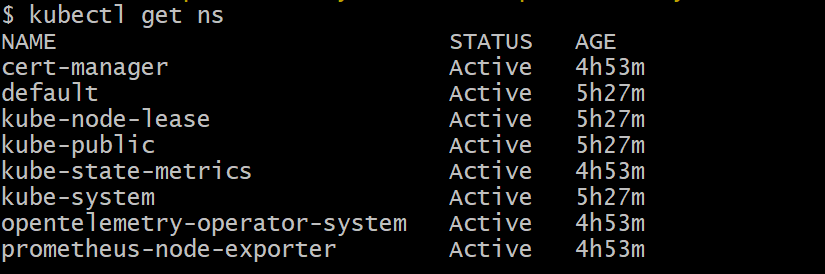 $ kubectl get ns
NAME STATUS AGE
cert-manager Active 4h53m
default Active 5h27m
kube-node-lease Active 5h27m
kube-public Active 5h27m
kube-state-metrics Active 4h53m
kube-system Active 5h27m
opentelemetry-operator-system Active 4h53m
prometheus-node-exporter Active 4h53m